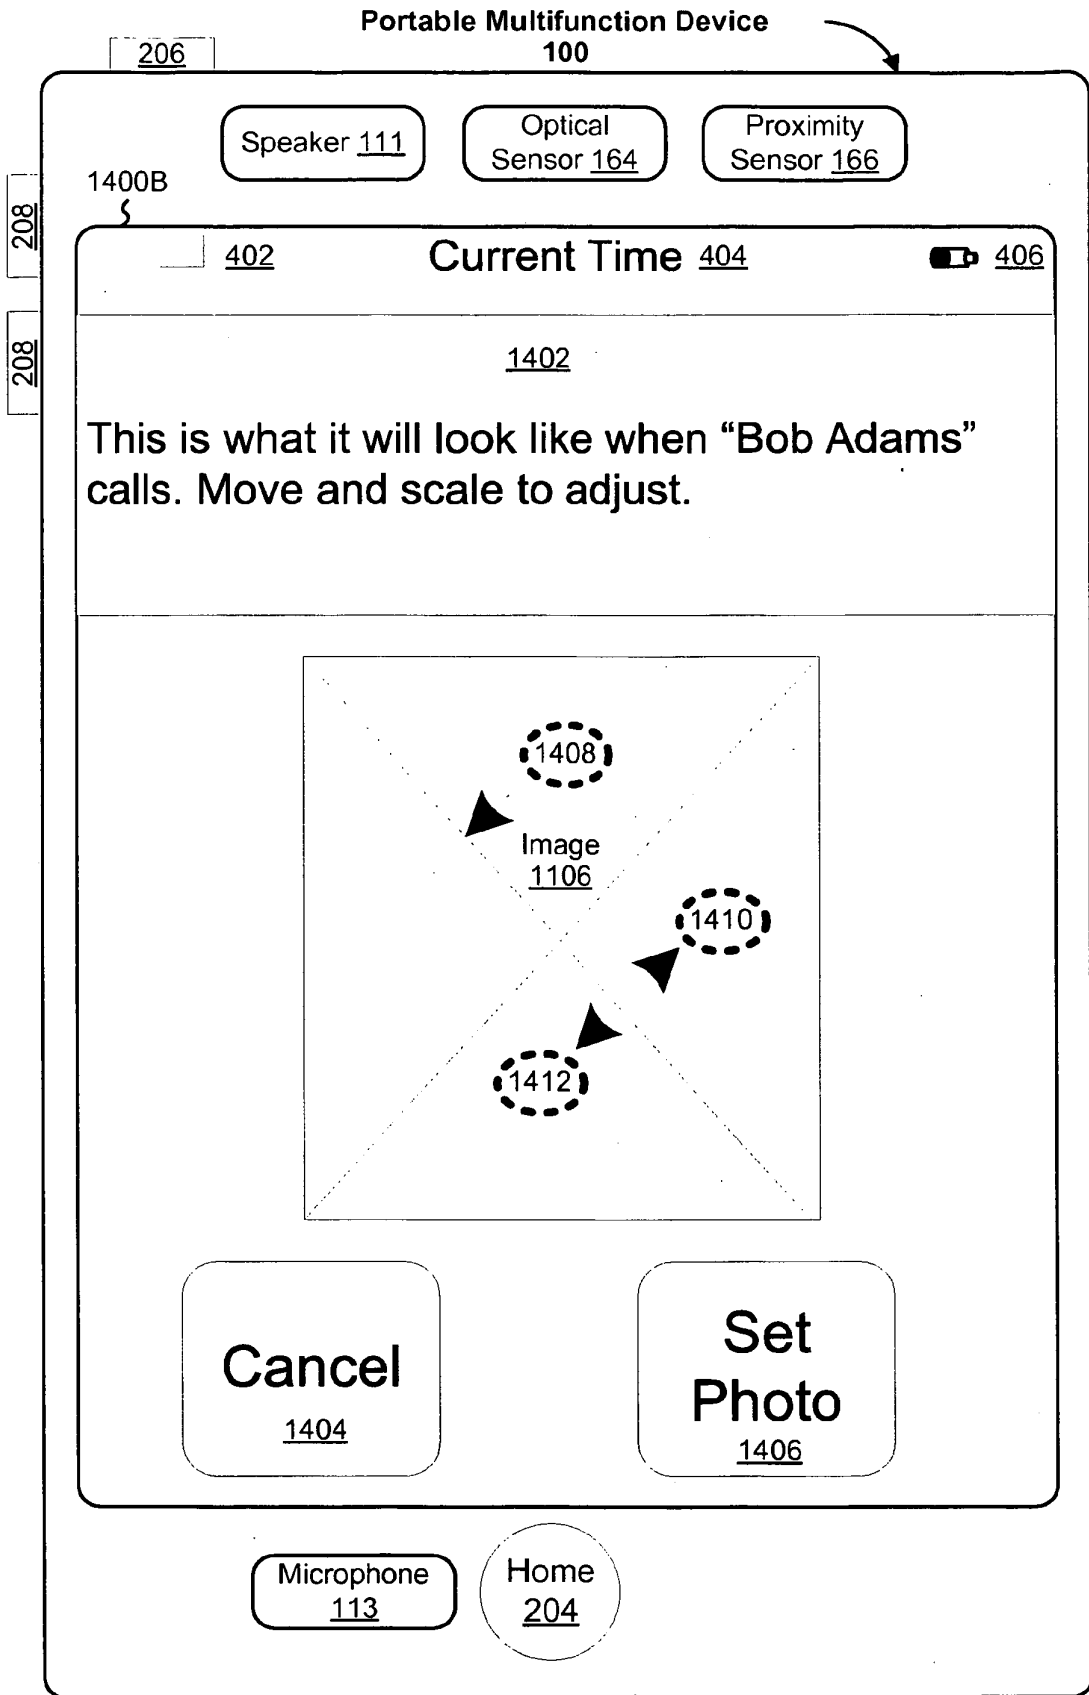 Portable Multifunction Device
100
206
Speaker 111
Optical
Sensor 164
Proximity
Sensor 166
1400B
208
402
Current Time 404
406
208
1402
This is what it will look like when “Bob Adams”
calls. Move and scale to adjust.
1408
Image
1106
1410
1412
Cancel
1404
Set
Photo
1406
Microphone
113
Home
204